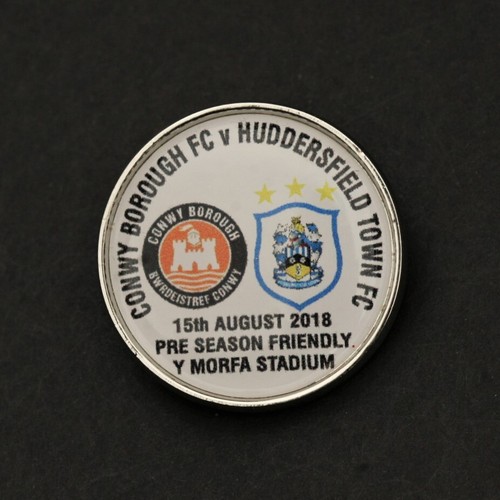 CONWY BOROUGH FC v HUDDERSFIELD TOWN FC
CONWY BOROUGH
BWRDEISTREF CONWY
15th AUGUST 2018
PRE SEASON FRIENDLY.
Y MORFA STADIUM